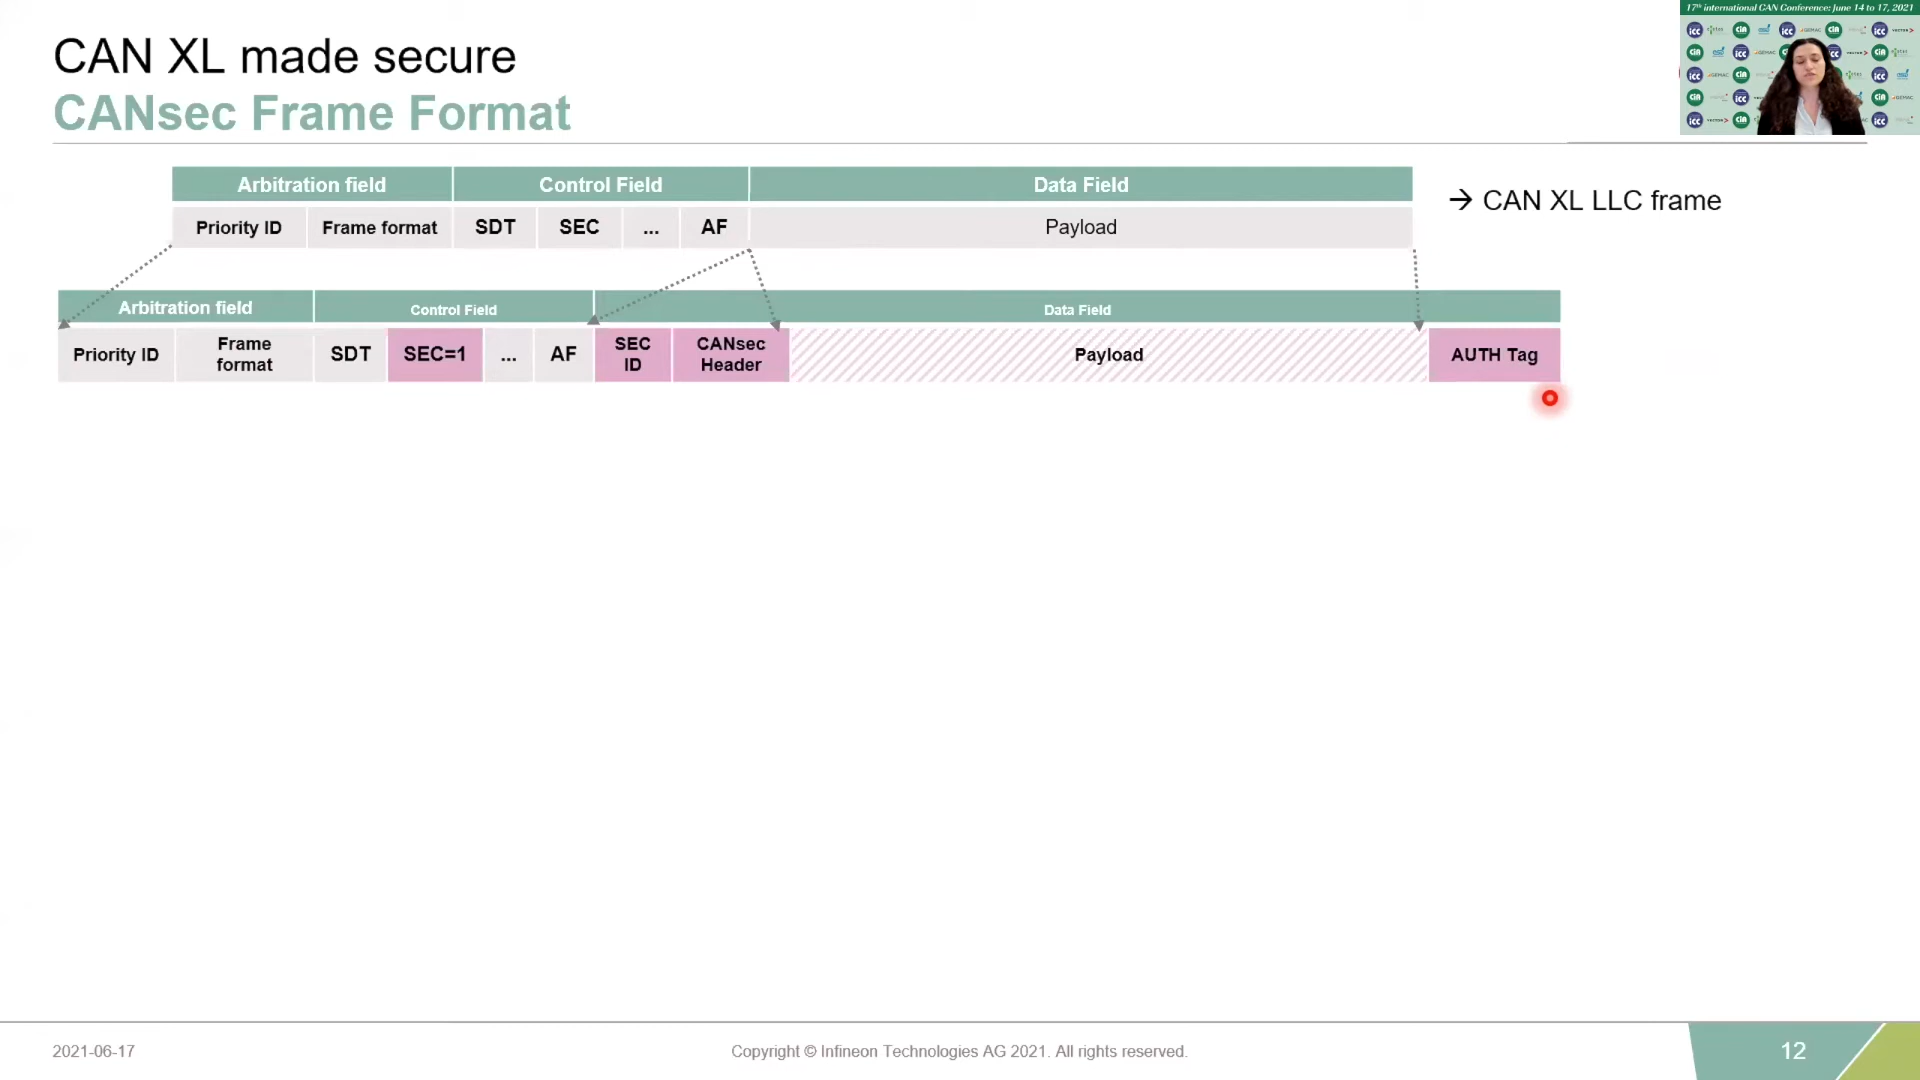 CAN XL made secure
CANsec Frame Format
17th international CAN Conference: June 14 to 17, 2021
Arbitration field Control Field Data Field
→ CAN XL LLC frame
Priority ID Frame format SDT SEC ... AF Payload
Arbitration field Control Field Data Field
Priority ID Frame format SDT SEC=1 ... AF SEC ID CANsec Header Payload AUTH Tag
2021-06-17 Copyright © Infineon Technologies AG 2021. All rights reserved. 12